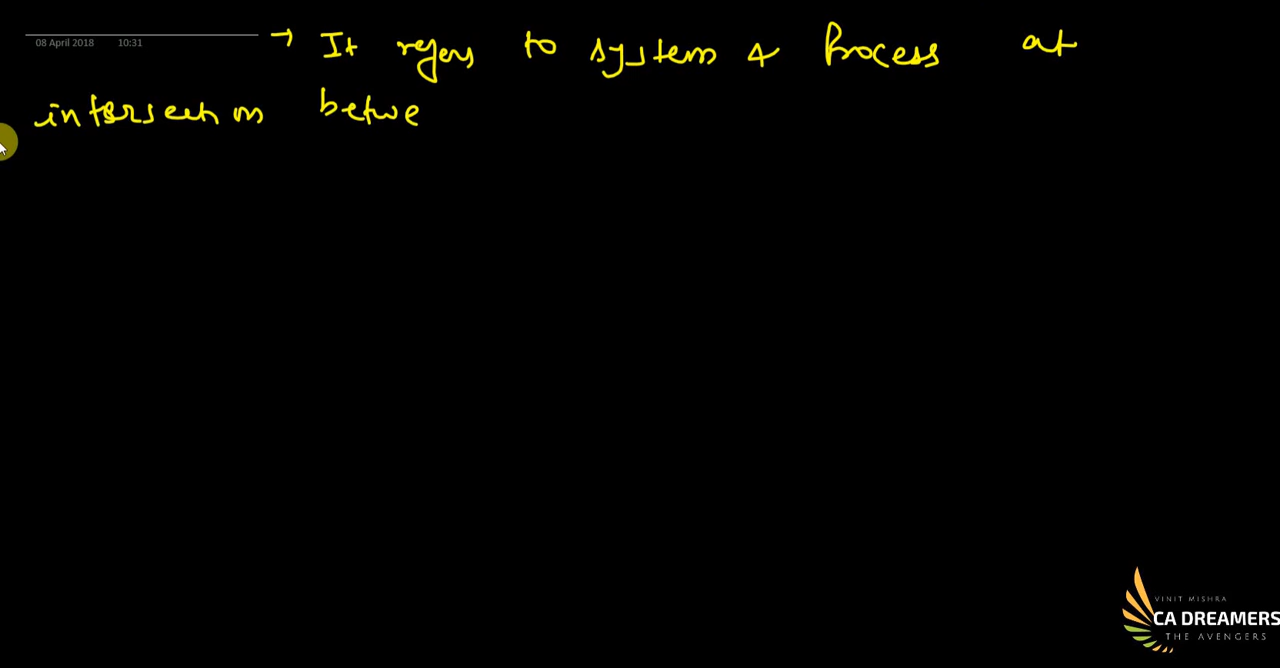 08 April 2018 10:31
→ It refers to system & Process at
intersection betwe
VINIT MISHRA
CA DREAMERS
THE AVENGERS